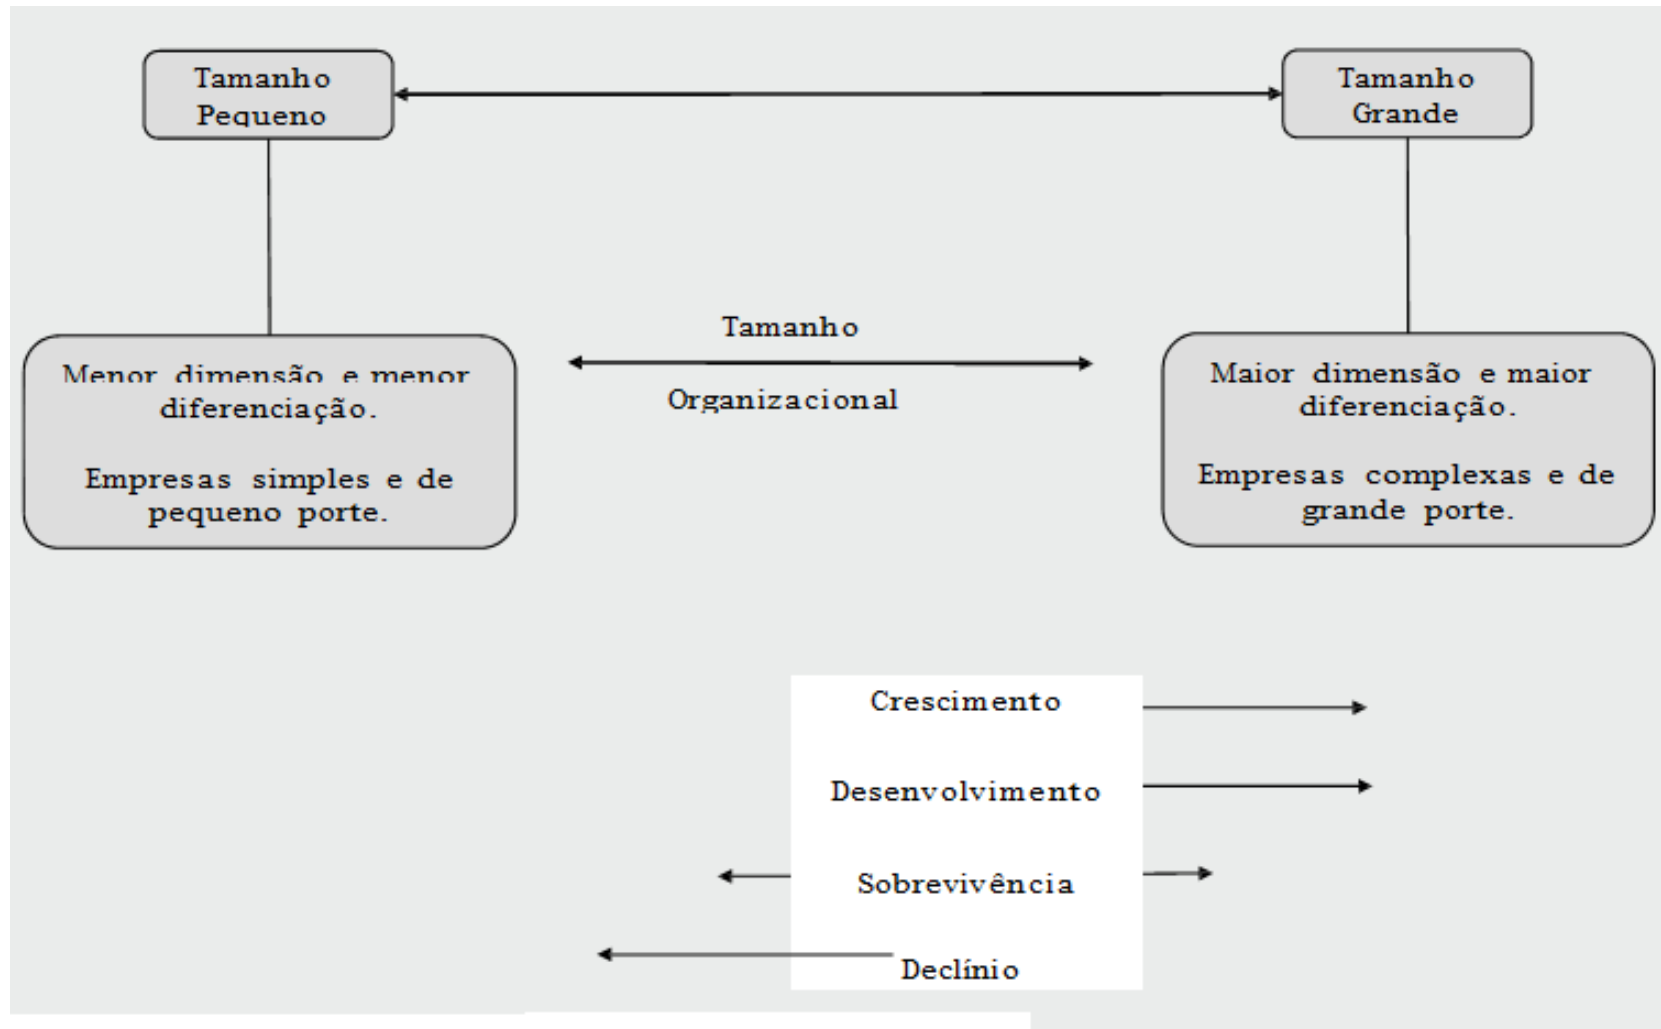 Tamanho
Pequeno
Tamanho
Grande
Tamanho
Organizacional
Menor dimensão e menor
diferenciação.
Empresas simples e de
pequeno porte.
Maior dimensão e maior
diferenciação.
Empresas complexas e de
grande porte.
Crescimento
Desenvolvimento
Sobrevivência
Declínio